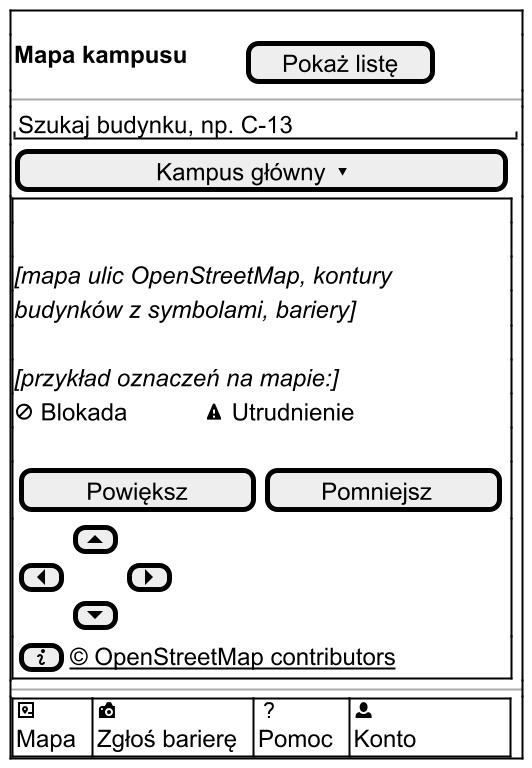 Mapa kampusu
Pokaż listę
Szukaj budynku, np. C-13
Kampus główny ▾
[mapa ulic OpenStreetMap, kontury
budynków z symbolami, bariery]
[przykład oznaczeń na mapie:]
Blokada
Utrudnienie
Powiększ
Pomniejsz
i © OpenStreetMap contributors
?
Mapa
Zgłoś barierę
Pomoc
Konto